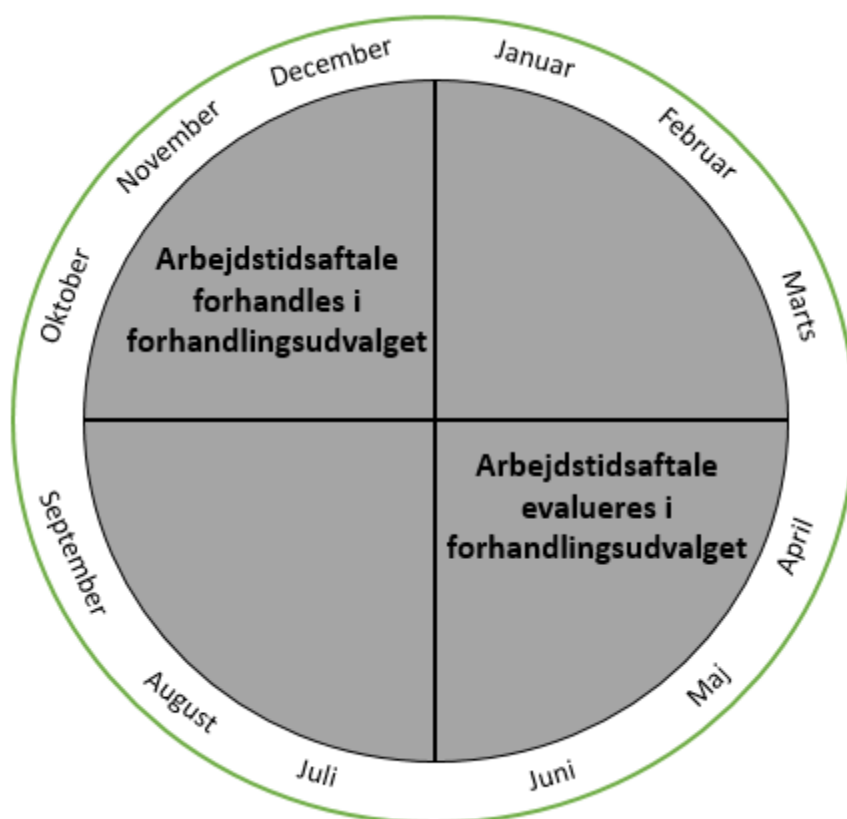 Januar
Februar
Marts
April
Maj
Juni
Juli
August
September
Oktober
November
December
Arbejdstidsaftale
forhandles i
forhandlingsudvalget
Arbejdstidsaftale
evalueres i
forhandlingsudvalget